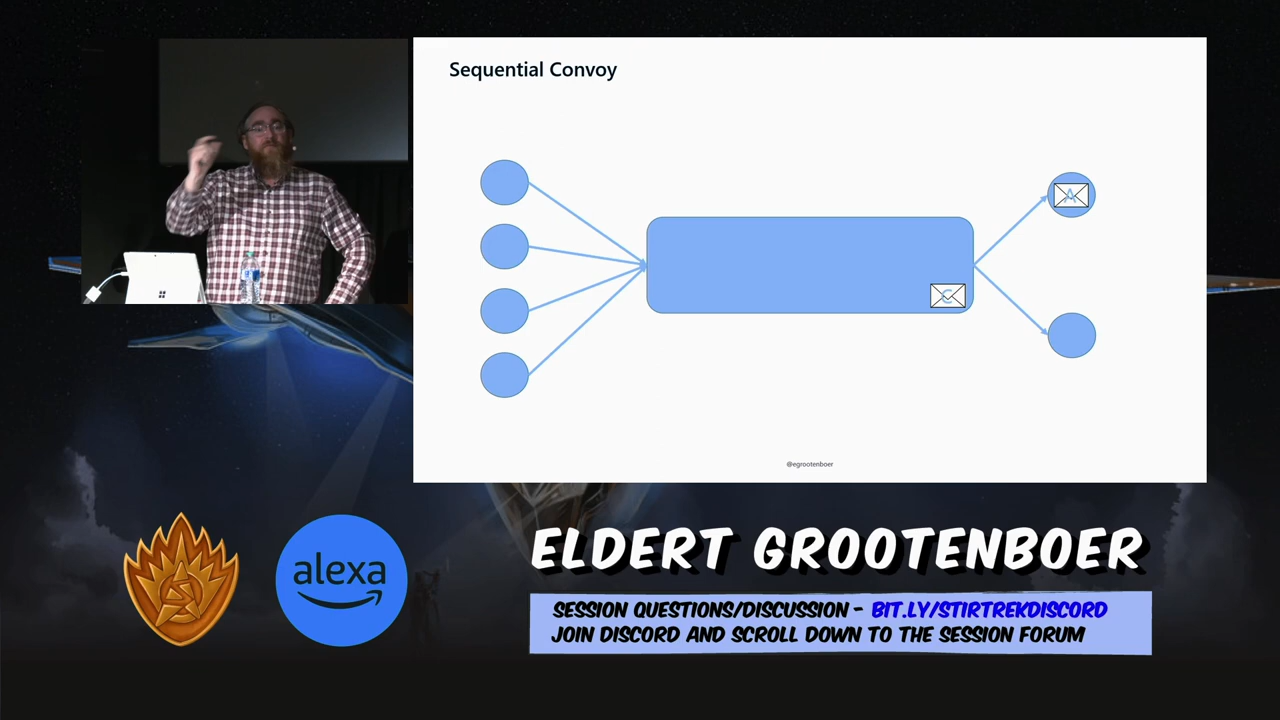 Sequential Convoy
A
C
@egrootenboer
alexa
ELDERT GROOTENBOER
SESSION QUESTIONS/DISCUSSION - BIT.LY/STIRTREKDISCORD
JOIN DISCORD AND SCROLL DOWN TO THE SESSION FORUM